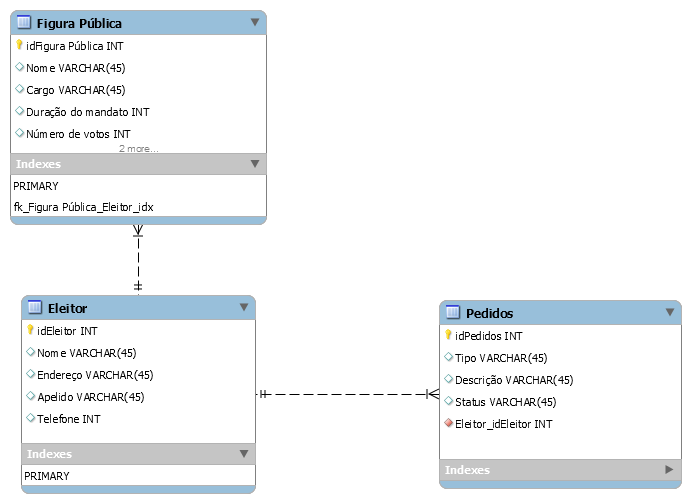 Figura Pública
idFigura Pública INT
Nome VARCHAR(45)
Cargo VARCHAR(45)
Duração do mandato INT
Número de votos INT
2 more...
Indexes
PRIMARY
fk_Figura Pública_Eleitor_idx
Eleitor
idEleitor INT
Nome VARCHAR(45)
Endereço VARCHAR(45)
Apelido VARCHAR(45)
Telefone INT
Indexes
PRIMARY
Pedidos
idPedidos INT
Tipo VARCHAR(45)
Descrição VARCHAR(45)
Status VARCHAR(45)
Eleitor_idEleitor INT
Indexes